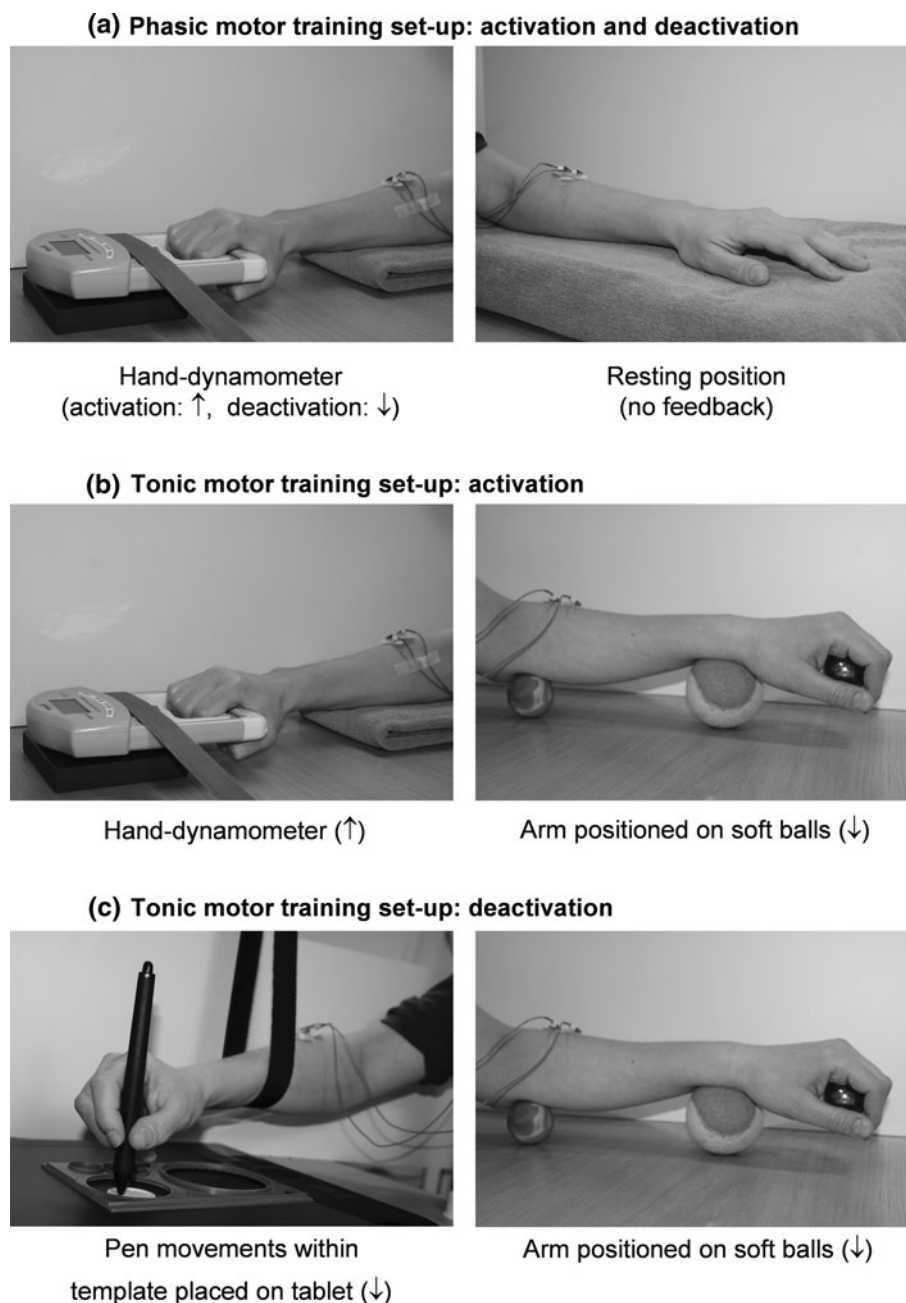 (a) Phasic motor training set-up: activation and deactivation
Hand-dynamometer
(activation: ↑, deactivation: ↓)
Resting position
(no feedback)
(b) Tonic motor training set-up: activation
Hand-dynamometer (↑)
Arm positioned on soft balls (↓)
(c) Tonic motor training set-up: deactivation
Pen movements within
template placed on tablet (↓)
Arm positioned on soft balls (↓)